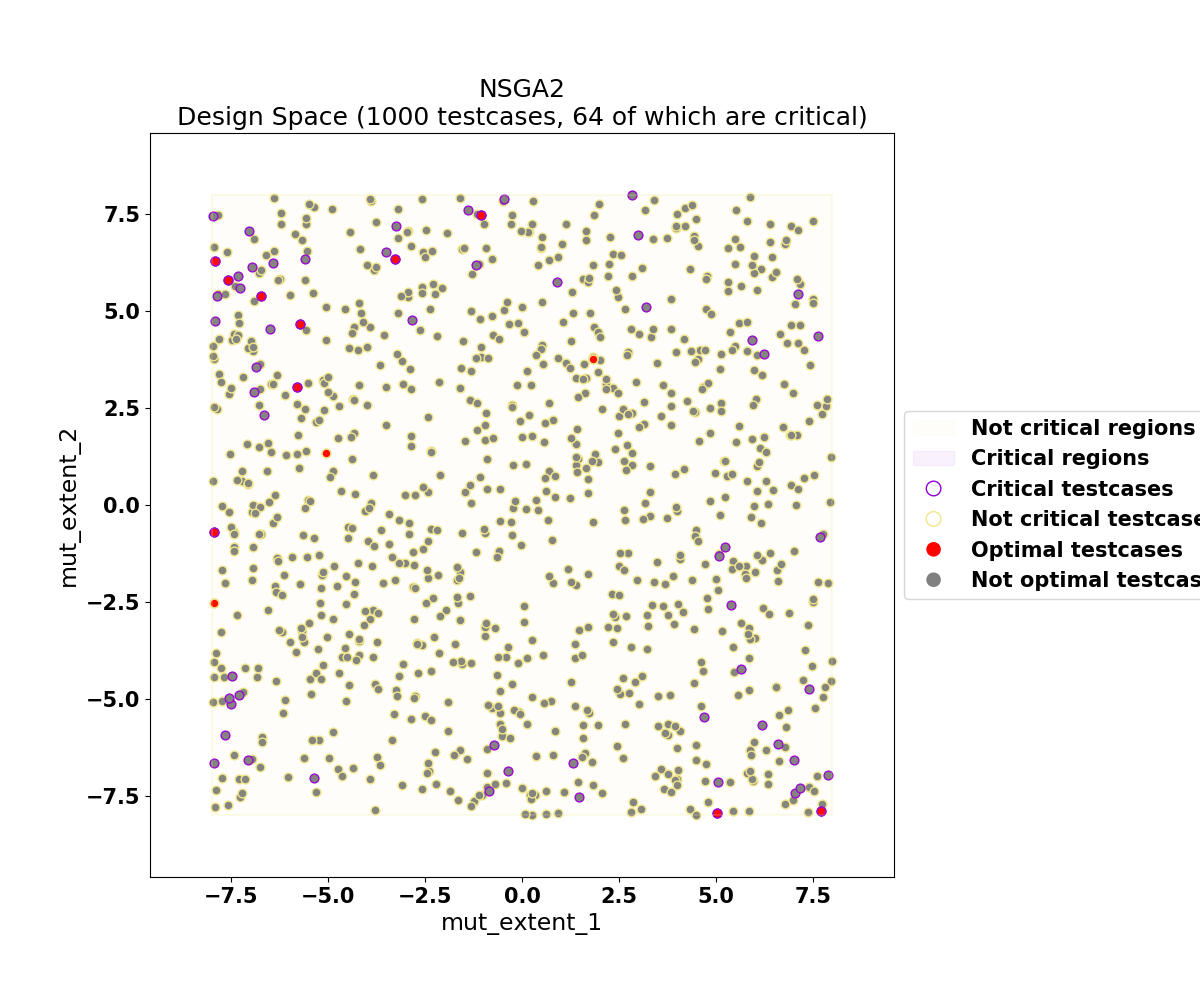 NSGA2
Design Space (1000 testcases, 64 of which are critical)
mut_extent_2
7.5
5.0
2.5
0.0
−2.5
−5.0
−7.5
−7.5 −5.0 −2.5 0.0 2.5 5.0 7.5
mut_extent_1
Not critical regions
Critical regions
Critical testcases
Not critical testcase
Optimal testcases
Not optimal testcas